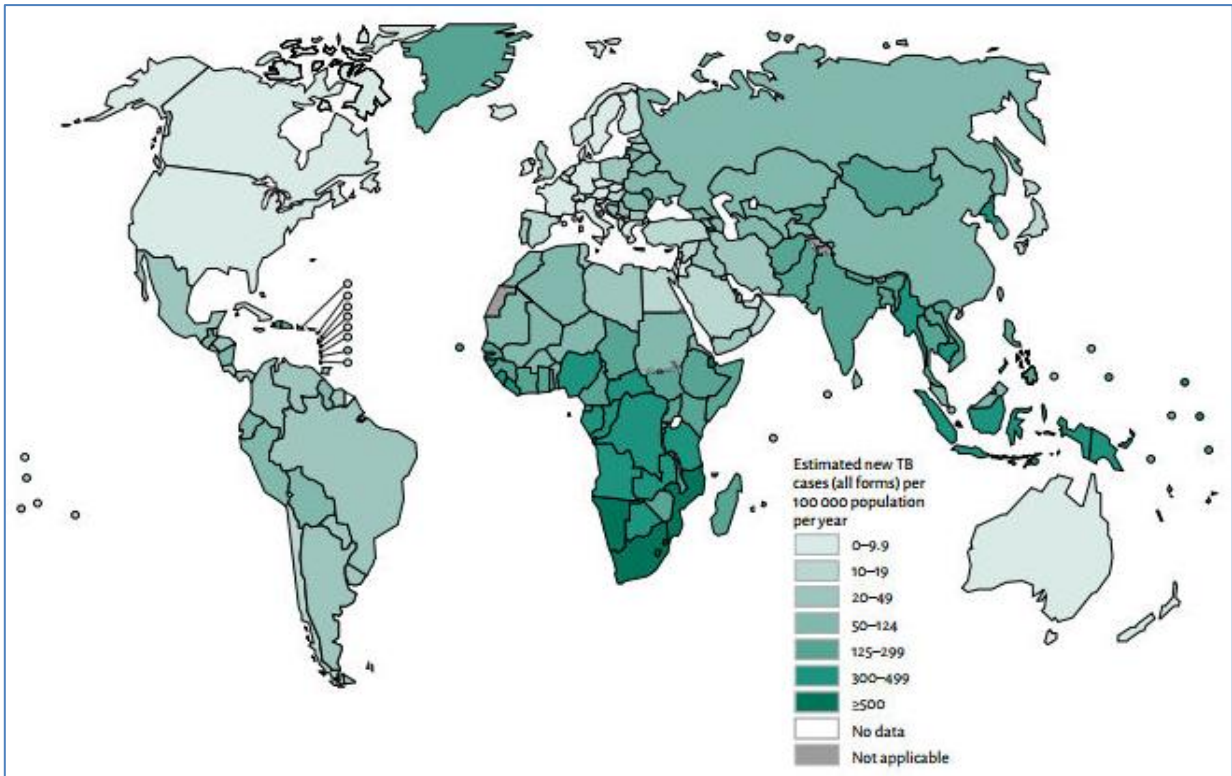 Estimated new TB
cases (all forms) per
100 000 population
per year
0–9.9
10–19
20–49
50–124
125–299
300–499
≥500
No data
Not applicable